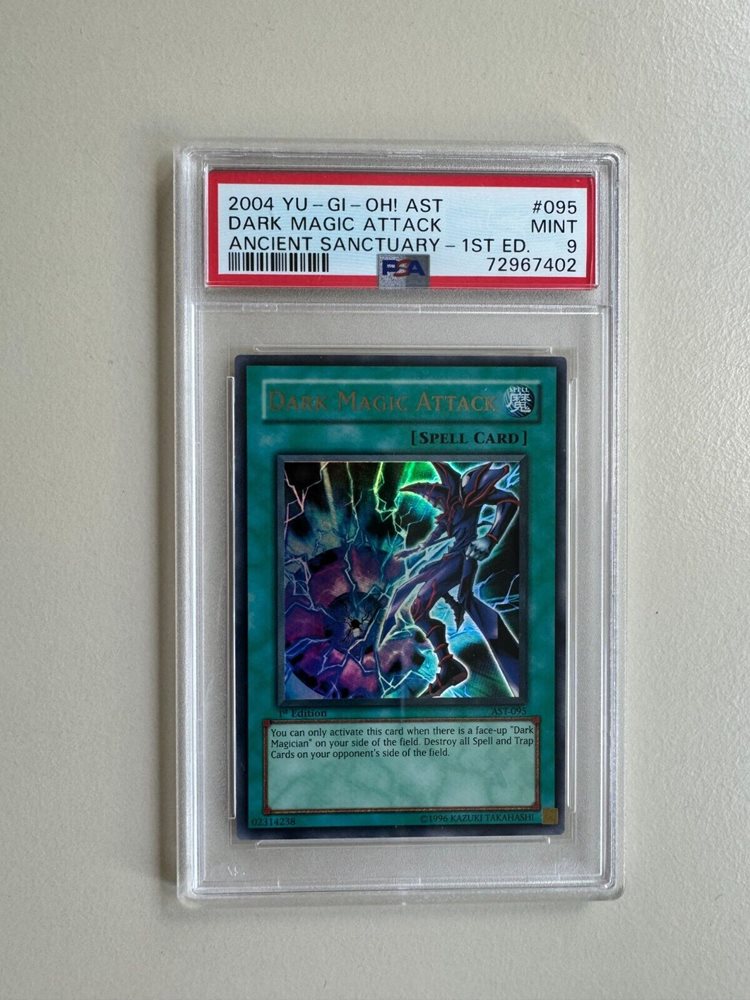 2004 YU-GI-OH! AST #095
DARK MAGIC ATTACK MINT
ANCIENT SANCTUARY - 1ST ED. 9
PSA 72967402
DARK MAGIC ATTACK
SPELL
魔
[SPELL CARD]
1st Edition AST-095
You can only activate this card when there is a face-up "Dark
Magician" on your side of the field. Destroy all Spell and Trap
Cards on your opponent's side of the field.
02314238 ©1996 KAZUKI TAKAHASHI